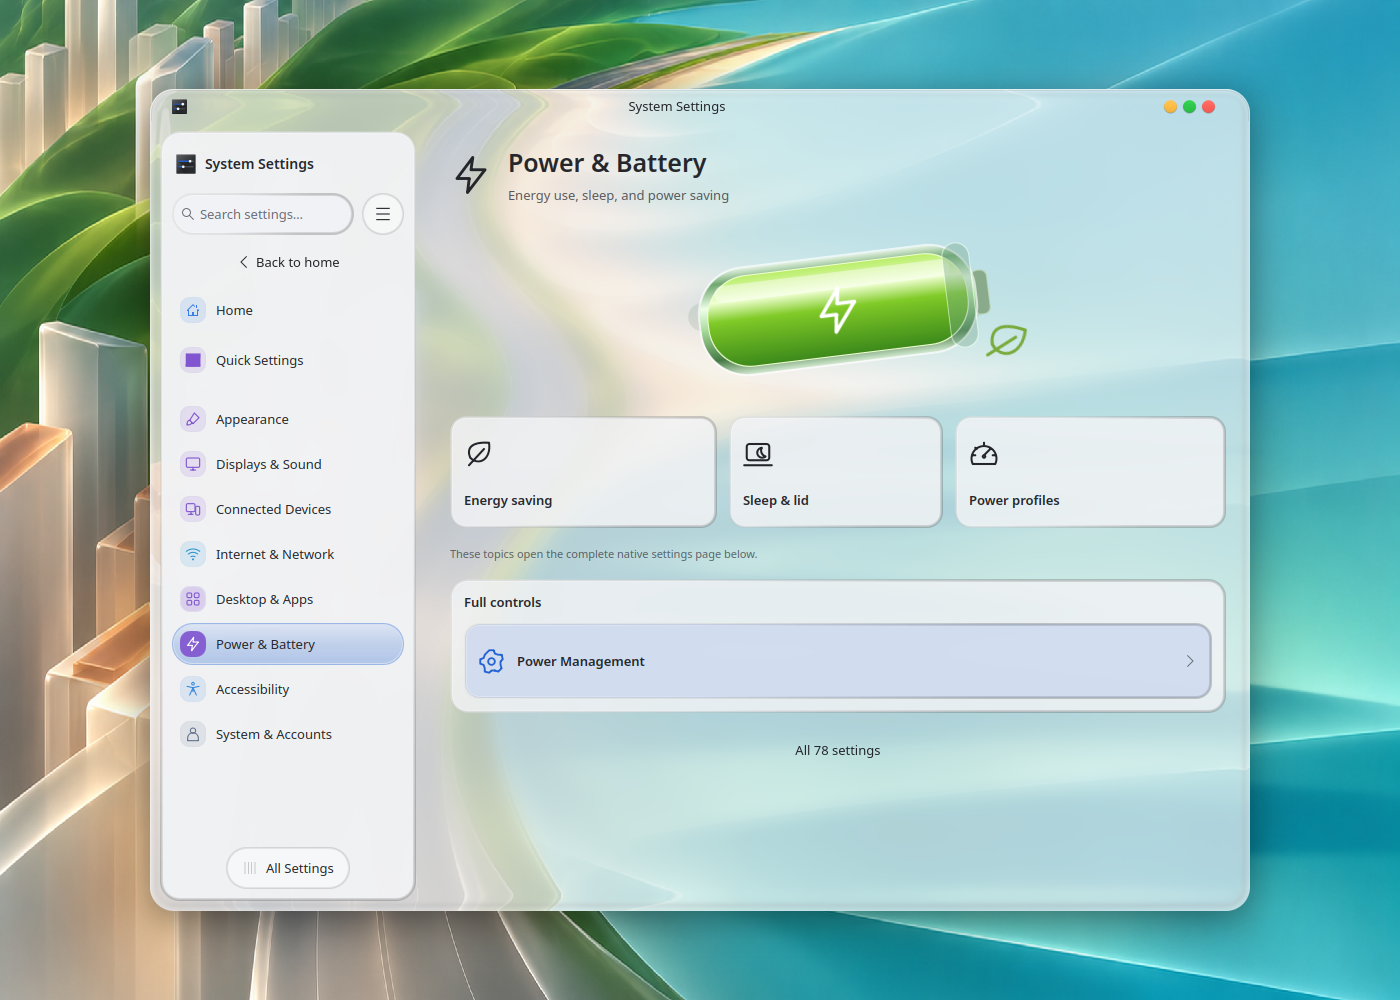 System Settings
System Settings
Search settings...
Back to home
Home
Quick Settings
Appearance
Displays & Sound
Connected Devices
Internet & Network
Desktop & Apps
Power & Battery
Accessibility
System & Accounts
All Settings
Power & Battery
Energy use, sleep, and power saving
Energy saving
Sleep & lid
Power profiles
These topics open the complete native settings page below.
Full controls
Power Management
All 78 settings